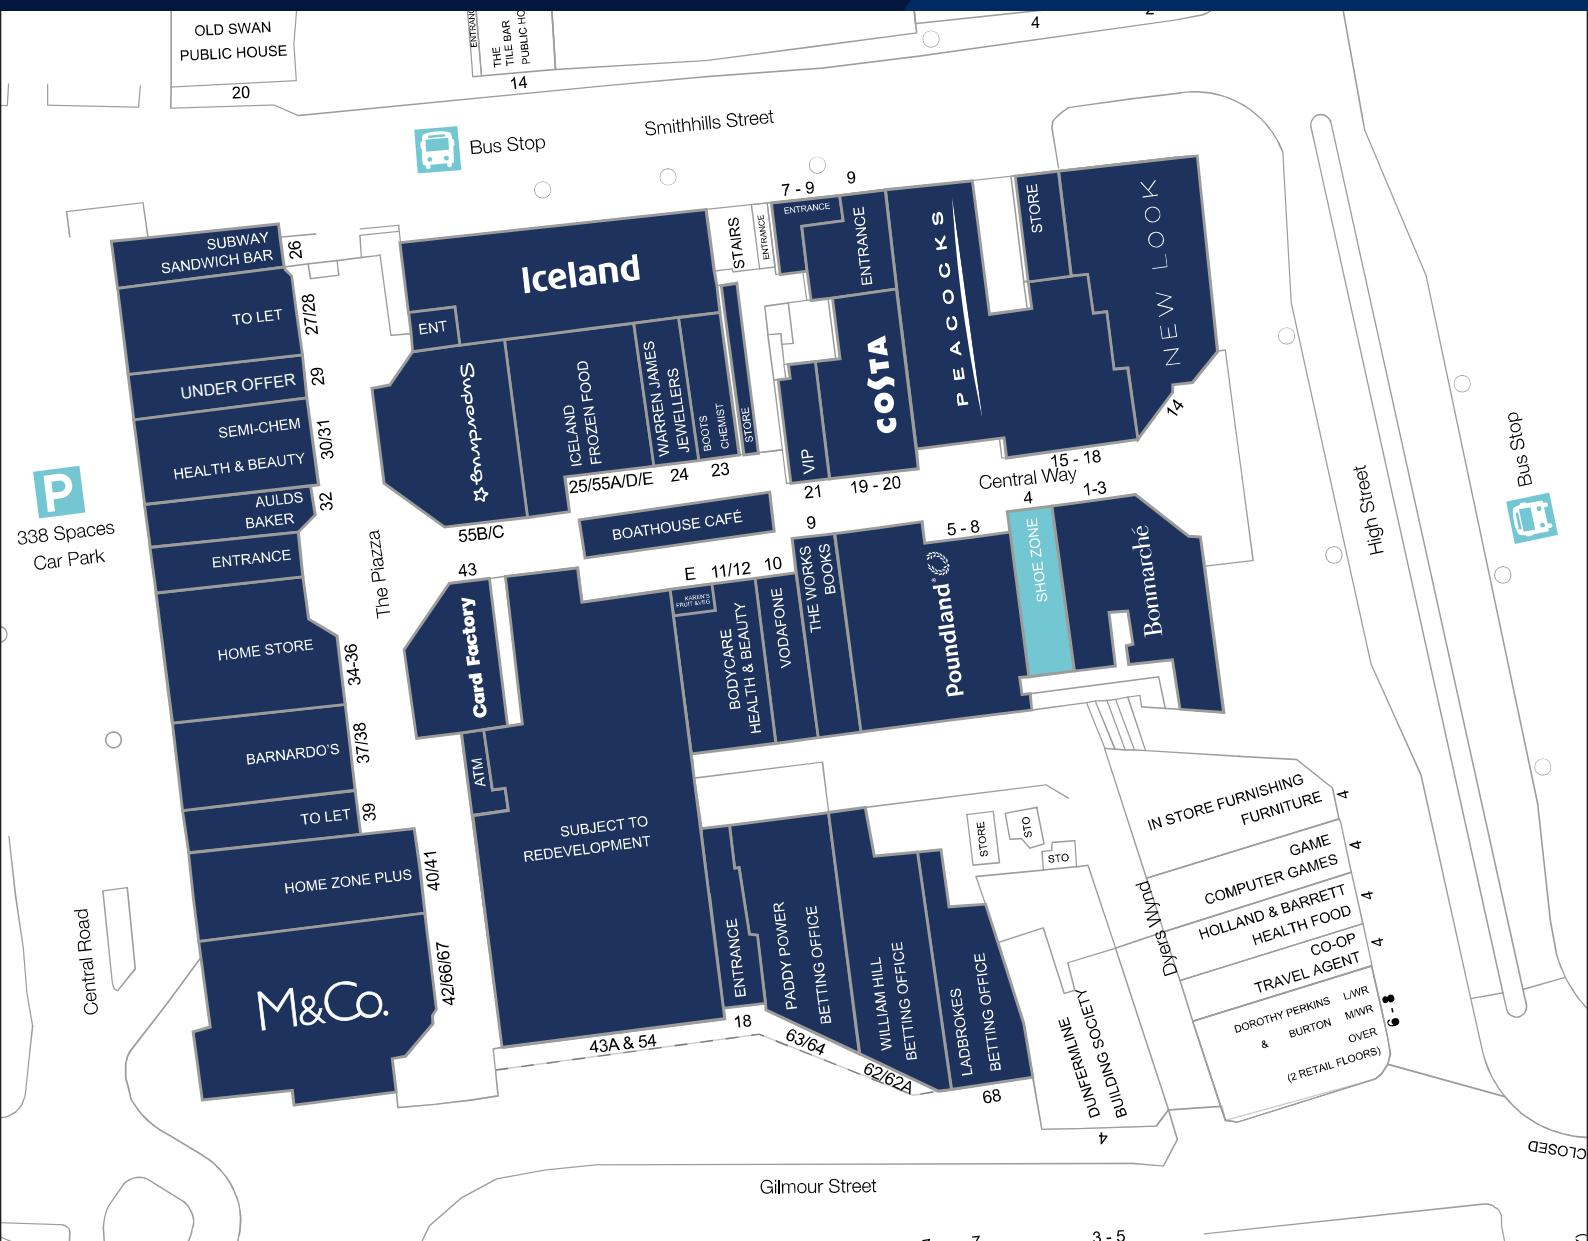 OLD SWAN
PUBLIC HOUSE
20
THE
TILE BAR
14
4
Smithhills Street
Bus Stop
7 - 9
9
SUBWAY
SANDWICH BAR
26
TO LET
27/28
UNDER OFFER
29
SEMI-CHEM
HEALTH & BEAUTY
30/31
AULDS
BAKER
32
ENTRANCE
HOME STORE
34-36
BARNARDO'S
37/38
TO LET
39
HOME ZONE PLUS
40/41
M&Co.
42/66/67
P
338 Spaces
Car Park
The Piazza
Central Road
Iceland
ENT
Superdrug
55B/C
ICELAND
FROZEN FOOD
25/55A/D/E
WARREN JAMES
JEWELLERS
24
BOOTS
CHEMIST
23
STORE
STAIRS
ENTRANCE
ENTRANCE
ENTRANCE
VIP
21
COSTA
19 - 20
PEACOCKS
STORE
NEW LOOK
14
15 - 18
Central Way
BOATHOUSE CAFÉ
43
Card Factory
ATM
SUBJECT TO
REDEVELOPMENT
43A & 54
E
KAREN'S
FRUIT & VEG
11/12
BODYCARE
HEALTH & BEAUTY
10
VODAFONE
9
THE WORKS
BOOKS
5 - 8
Poundland
4
SHOE ZONE
1-3
Bonmarché
High Street
Bus Stop
ENTRANCE
18
PADDY POWER
BETTING OFFICE
63/64
WILLIAM HILL
BETTING OFFICE
62/62A
LADBROKES
BETTING OFFICE
68
STORE
STO
STO
DUNFERMLINE
BUILDING SOCIETY
4
Dyers Wynd
IN STORE FURNISHING
FURNITURE
4
GAME
COMPUTER GAMES
4
HOLLAND & BARRETT
HEALTH FOOD
4
CO-OP
TRAVEL AGENT
4
DOROTHY PERKINS L/WR
& BURTON M/WR
OVER
(2 RETAIL FLOORS)
6 - 8
CLOSED
Gilmour Street
3 - 5